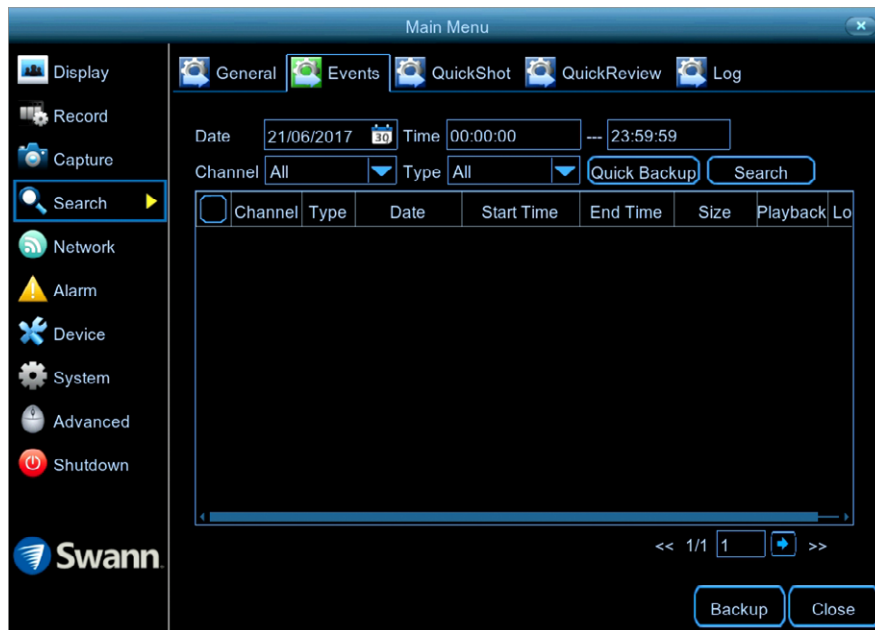 Main Menu
Display
Record
Capture
Search
Network
Alarm
Device
System
Advanced
Shutdown
Swann
General Events QuickShot QuickReview Log
Date 21/06/2017 30 Time 00:00:00 --- 23:59:59
Channel All Type All Quick Backup Search
Channel Type Date Start Time End Time Size Playback Lo
<< 1/1 1 >>
Backup Close